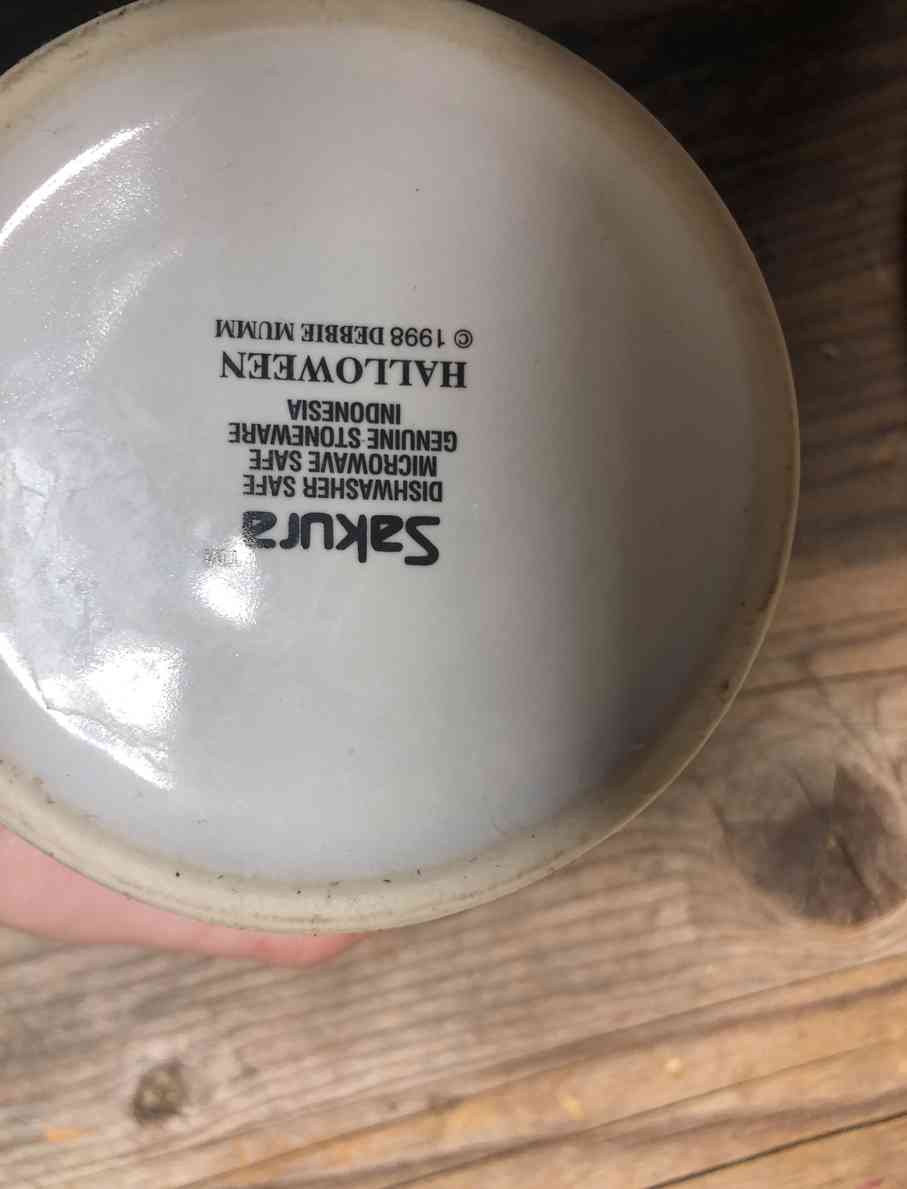 Sakura
DISHWASHER SAFE
MICROWAVE SAFE
GENUINE STONEWARE
INDONESIA
HALLOWEEN
© 1998 DEBBIE MUMM